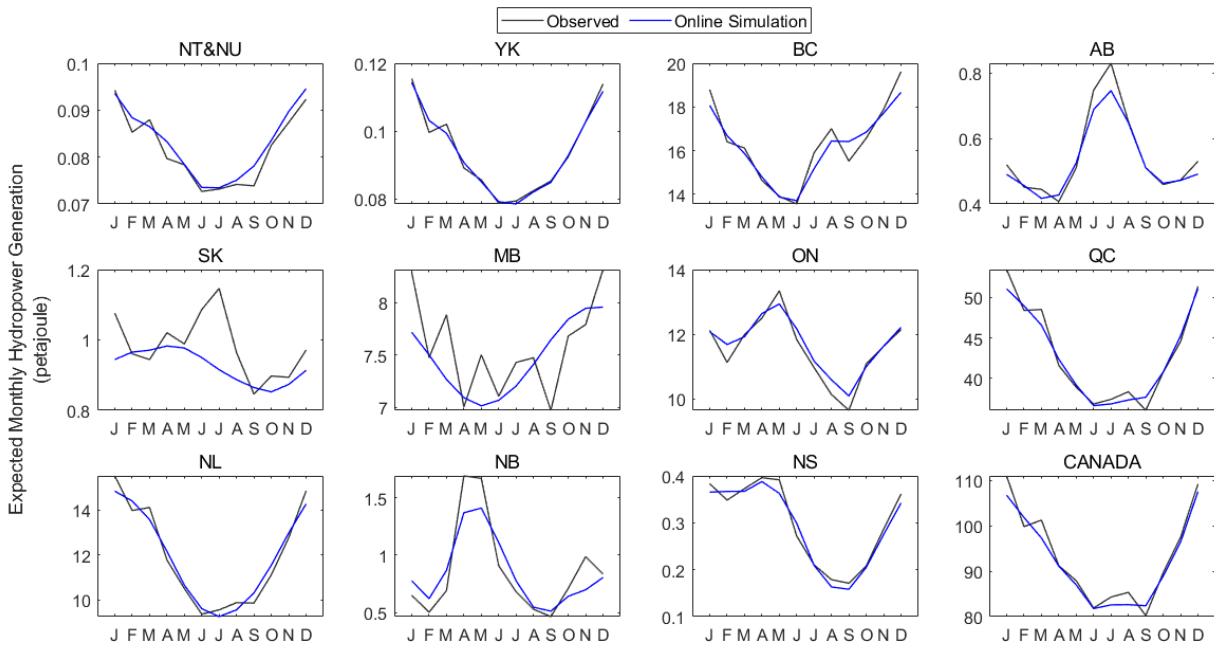 Observed Online Simulation
NT&NU YK BC AB
0.1 0.12 20 0.8
0.09 0.1 18 0.6
0.08 0.08 16 0.4
0.07 14
J F M A M J J A S O N D J F M A M J J A S O N D J F M A M J J A S O N D J F M A M J J A S O N D
Expected Monthly Hydropower Generation
(petajoule)
SK MB ON QC
1.2 8 14 50
1 7.5 12 40
0.8 7 10
J F M A M J J A S O N D J F M A M J J A S O N D J F M A M J J A S O N D J F M A M J J A S O N D
NL NB NS CANADA
14 1.5 0.4 110
12 1 0.3 100
10 0.5 0.2 90
0.1 80
J F M A M J J A S O N D J F M A M J J A S O N D J F M A M J J A S O N D J F M A M J J A S O N D